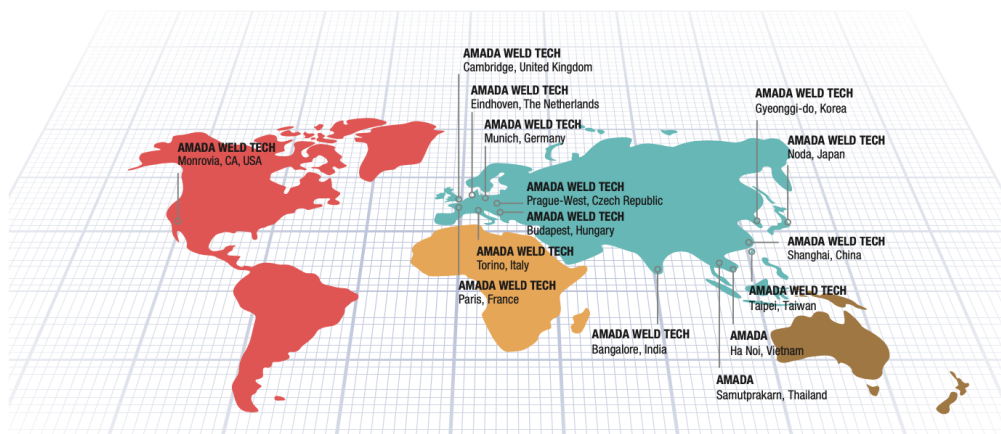 AMADA WELD TECH
Cambridge, United Kingdom
AMADA WELD TECH
Eindhoven, The Netherlands
AMADA WELD TECH
Gyeonggi-do, Korea
AMADA WELD TECH
Munich, Germany
AMADA WELD TECH
Noda, Japan
AMADA WELD TECH
Monrovia, CA, USA
AMADA WELD TECH
Prague-West, Czech Republic
AMADA WELD TECH
Budapest, Hungary
AMADA WELD TECH
Shanghai, China
AMADA WELD TECH
Torino, Italy
AMADA WELD TECH
Paris, France
AMADA WELD TECH
Taipei, Taiwan
AMADA WELD TECH
Bangalore, India
AMADA
Ha Noi, Vietnam
AMADA
Samutprakarn, Thailand